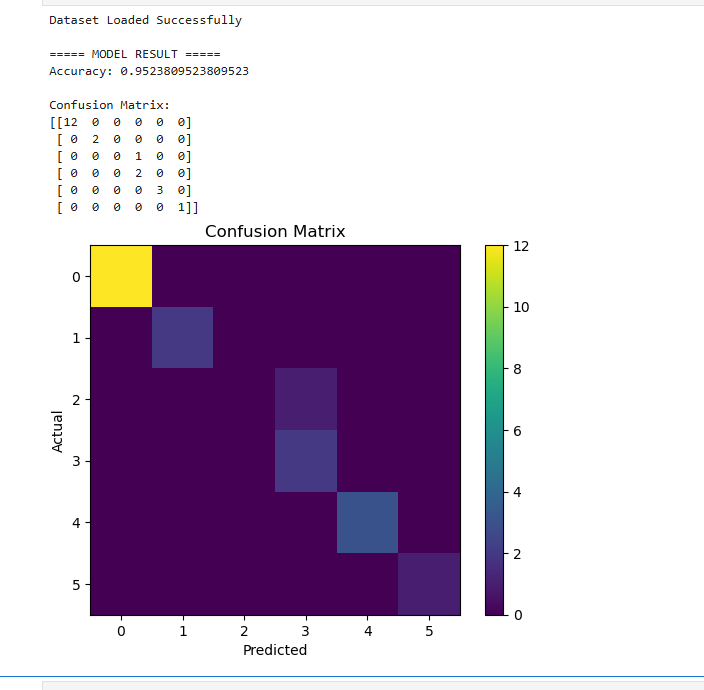 Dataset Loaded Successfully
===== MODEL RESULT =====
Accuracy: 0.9523809523809523
Confusion Matrix:
[[12  0  0  0  0  0]
 [ 0  2  0  0  0  0]
 [ 0  0  0  1  0  0]
 [ 0  0  0  2  0  0]
 [ 0  0  0  0  3  0]
 [ 0  0  0  0  0  1]]
Confusion Matrix
12
10
8
6
4
2
0
0
1
2
3
4
5
Actual
0 1 2 3 4 5
Predicted